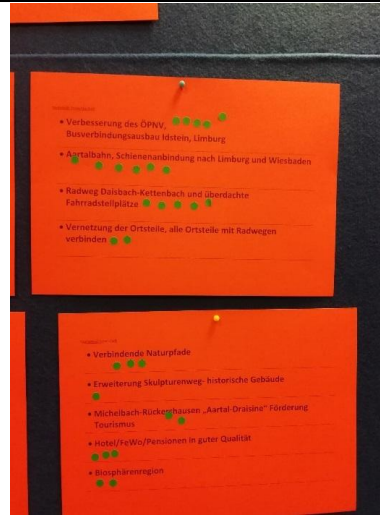 • Verbesserung des ÖPNV,
Busverbindungsausbau Idstein, Limburg
• Aartalbahn, Schienenanbindung nach Limburg und Wiesbaden
• Radweg Daisbach-Kettenbach und überdachte
Fahrradstellplätze
• Vernetzung der Ortsteile, alle Ortsteile mit Radwegen
verbinden
• Verbindende Naturpfade
• Erweiterung Skulpturenweg- historische Gebäude
• Michelbach-Rückershausen „Aartal-Draisine“ Förderung
Tourismus
• Hotel/FeWo/Pensionen in guter Qualität
• Biosphärenregion